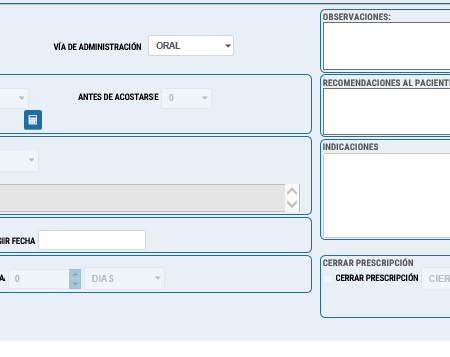 OBSERVACIONES:
VÍA DE ADMINISTRACIÓN ORAL
RECOMENDACIONES AL PACIENT
ANTES DE ACOSTARSE 0
INDICACIONES
GIR FECHA
CERRAR PRESCRIPCIÓN
A 0 DIAS
CERRAR PRESCRIPCIÓN CIER